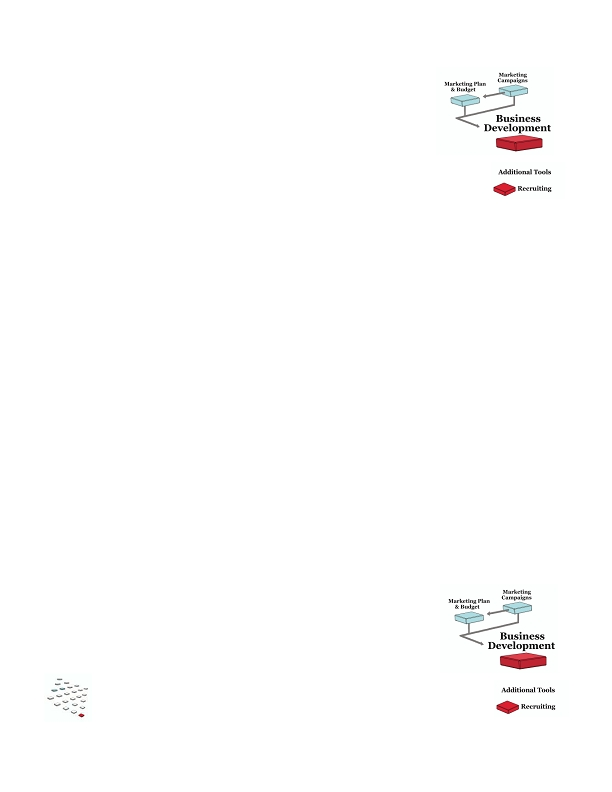 Marketing
Campaigns
Marketing Plan
& Budget
Business
Development
Additional Tools
Recruiting
Marketing
Campaigns
Marketing Plan
& Budget
Business
Development
Additional Tools
Recruiting